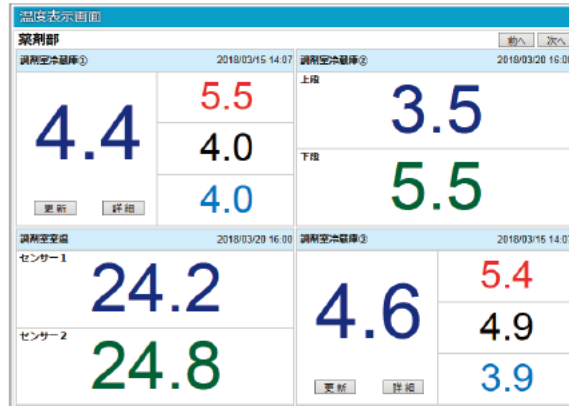 温度表示画面
薬剤部
前へ 次へ
調剤室冷蔵庫① 2018/03/15 14:07
4.4
5.5
4.0
4.0
更新 詳細
調剤室冷蔵庫② 2018/03/20 16:00
上段
3.5
下段
5.5
調剤室室温 2018/03/20 16:00
センサー1
24.2
センサー2
24.8
調剤室冷蔵庫③ 2018/03/15 14:07
4.6
5.4
4.9
3.9
更新 詳細